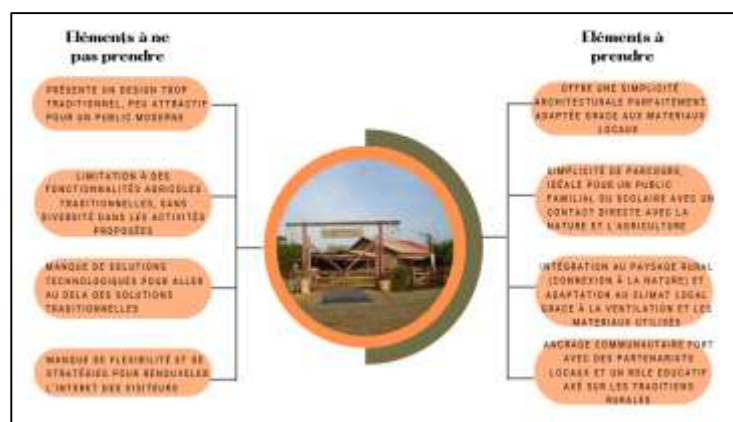 Eléments à ne
pas prendre
PRÉSENTE UN DESIGN TROP
TRADITIONNEL, PEU ATTRACTIF
POUR UN PUBLIC MODERNE
LIMITATION À DES
FONCTIONNALITÉS AGRICOLES
TRADITIONNELLES, SANS
DIVERSITÉ DANS LES ACTIVITÉS
PROPOSÉES
MANQUE DE SOLUTIONS
TECHNOLOGIQUES POUR ALLER
AU DELA DES SOLUTIONS
TRADITIONNELLES
MANQUE DE FLEXIBILITÉ ET DE
STRATÉGIES POUR RENOUVELER
L'INTERET DES VISITEURS
Eléments à
prendre
OFFRE UNE SIMPLICITÉ
ARCHITECTURALE PARFAITEMENT
ADAPTÉE GRACE AUX MATERIAUX
LOCAUX
SIMPLICITÉ DE PARCOURS,
IDÉALE POUR UN PUBLIC
FAMILIAL OU SCOLAIRE AVEC UN
CONTACT DIRECTE AVEC LA
NATURE ET L'AGRICULTURE
INTÉGRATION AU PAYSAGE RURAL
(CONNEXION À LA NATURE) ET
ADAPTATION AU CLIMAT LOCAL
GRACE À LA VENTILATION ET LES
MATERIAUX UTILISÉS
ANCRAGE COMMUNAUTAIRE FORT
AVEC DES PARTENARIATS
LOCAUX ET UN ROLE ÉDUCATIF
AXÉ SUR LES TRADITIONS
RURALES